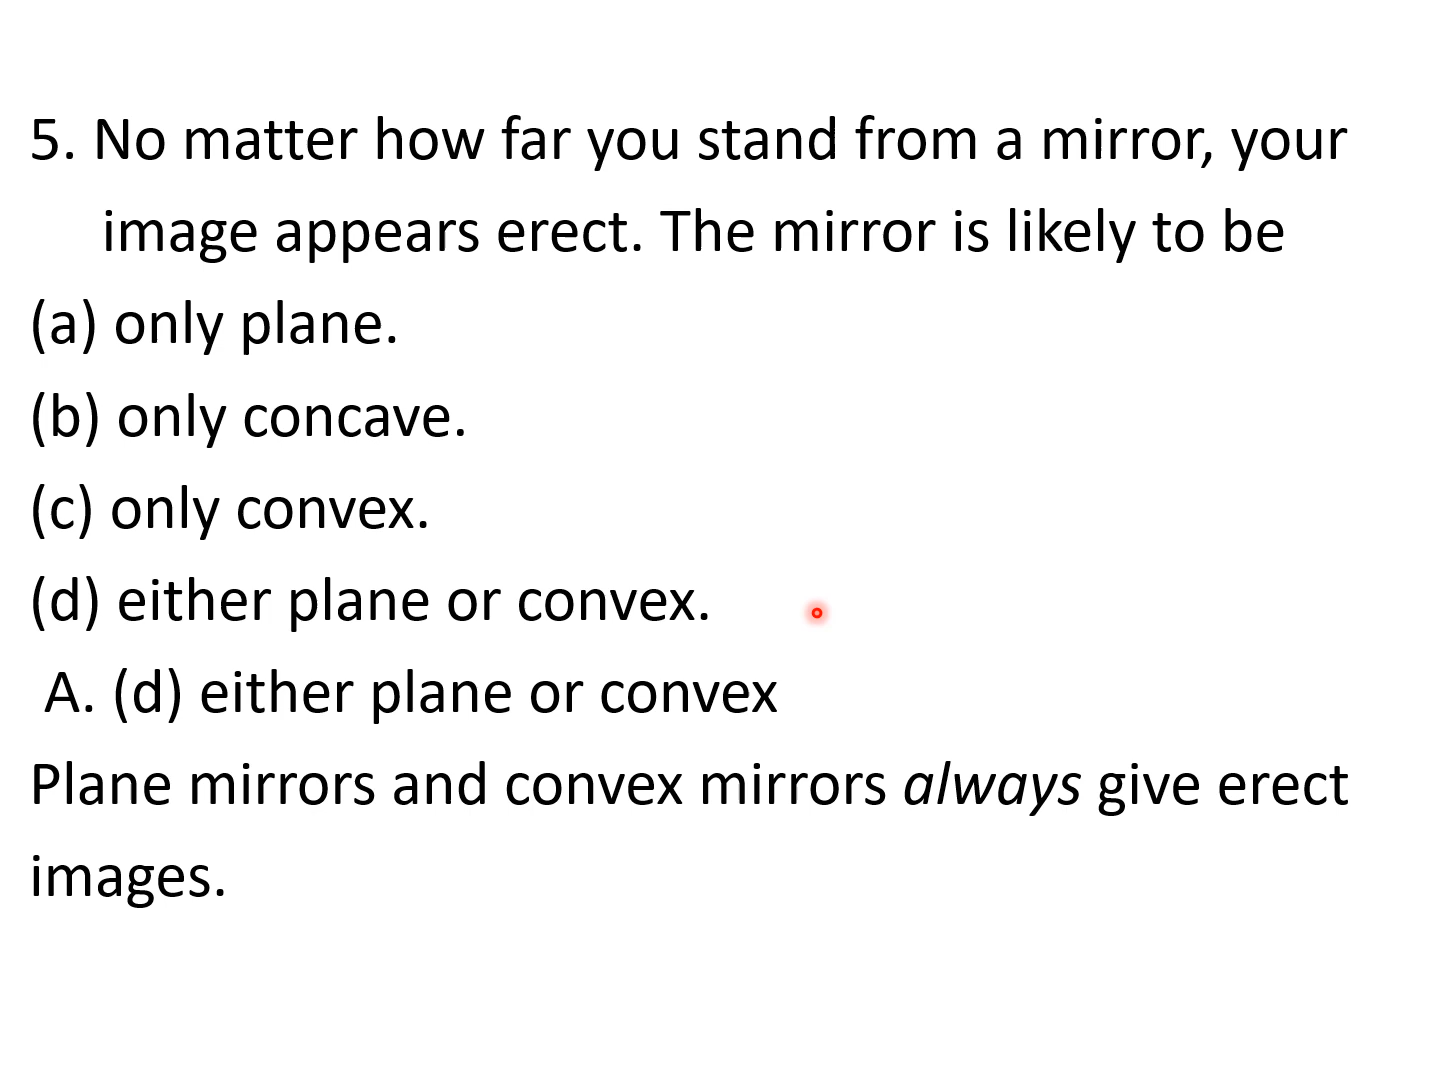 5. No matter how far you stand from a mirror, your
image appears erect. The mirror is likely to be
(a) only plane.
(b) only concave.
(c) only convex.
(d) either plane or convex.
A. (d) either plane or convex
Plane mirrors and convex mirrors always give erect
images.